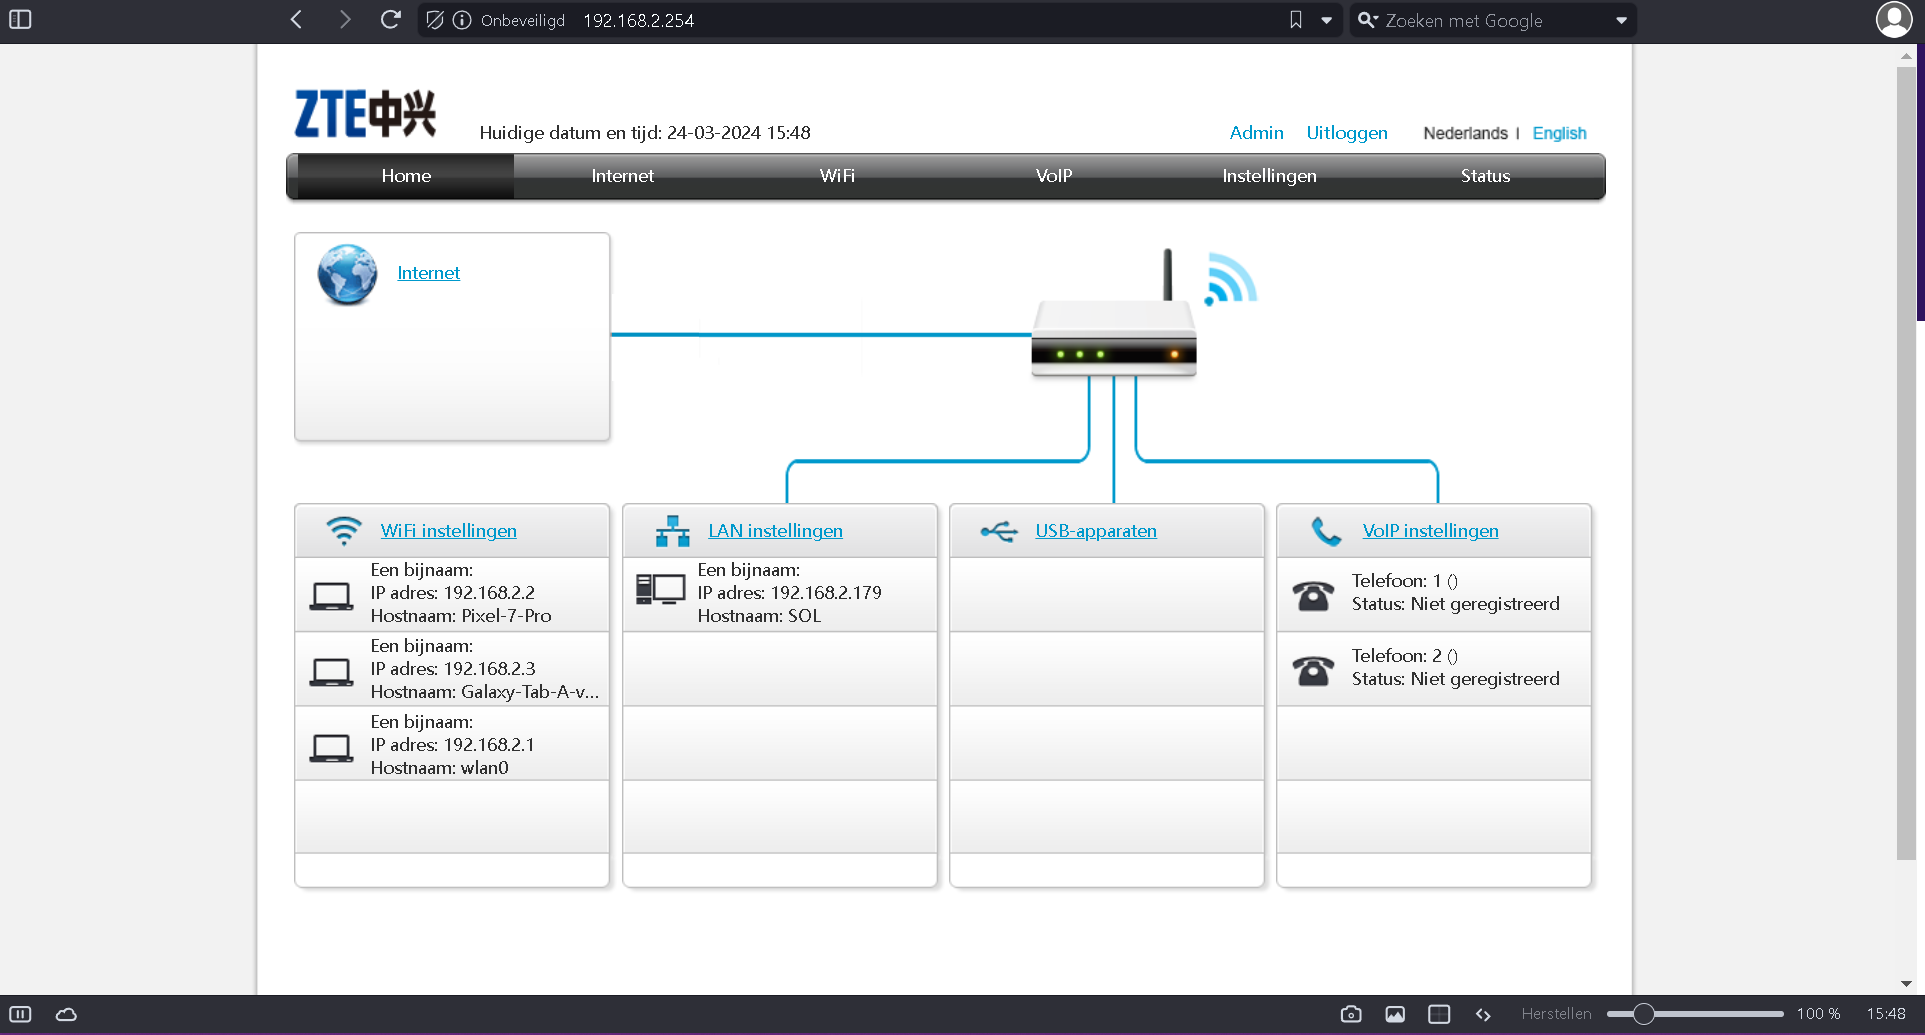 Onbeveiligd 192.168.2.254
Zoeken met Google
ZTE中兴
Huidige datum en tijd: 24-03-2024 15:48
Admin Uitloggen Nederlands | English
Home Internet WiFi VoIP Instellingen Status
Internet
WiFi instellingen
Een bijnaam:
IP adres: 192.168.2.2
Hostnaam: Pixel-7-Pro
Een bijnaam:
IP adres: 192.168.2.3
Hostnaam: Galaxy-Tab-A-v...
Een bijnaam:
IP adres: 192.168.2.1
Hostnaam: wlan0
LAN instellingen
Een bijnaam:
IP adres: 192.168.2.179
Hostnaam: SOL
USB-apparaten
VoIP instellingen
Telefoon: 1 ()
Status: Niet geregistreerd
Telefoon: 2 ()
Status: Niet geregistreerd
Herstellen 100 % 15:48